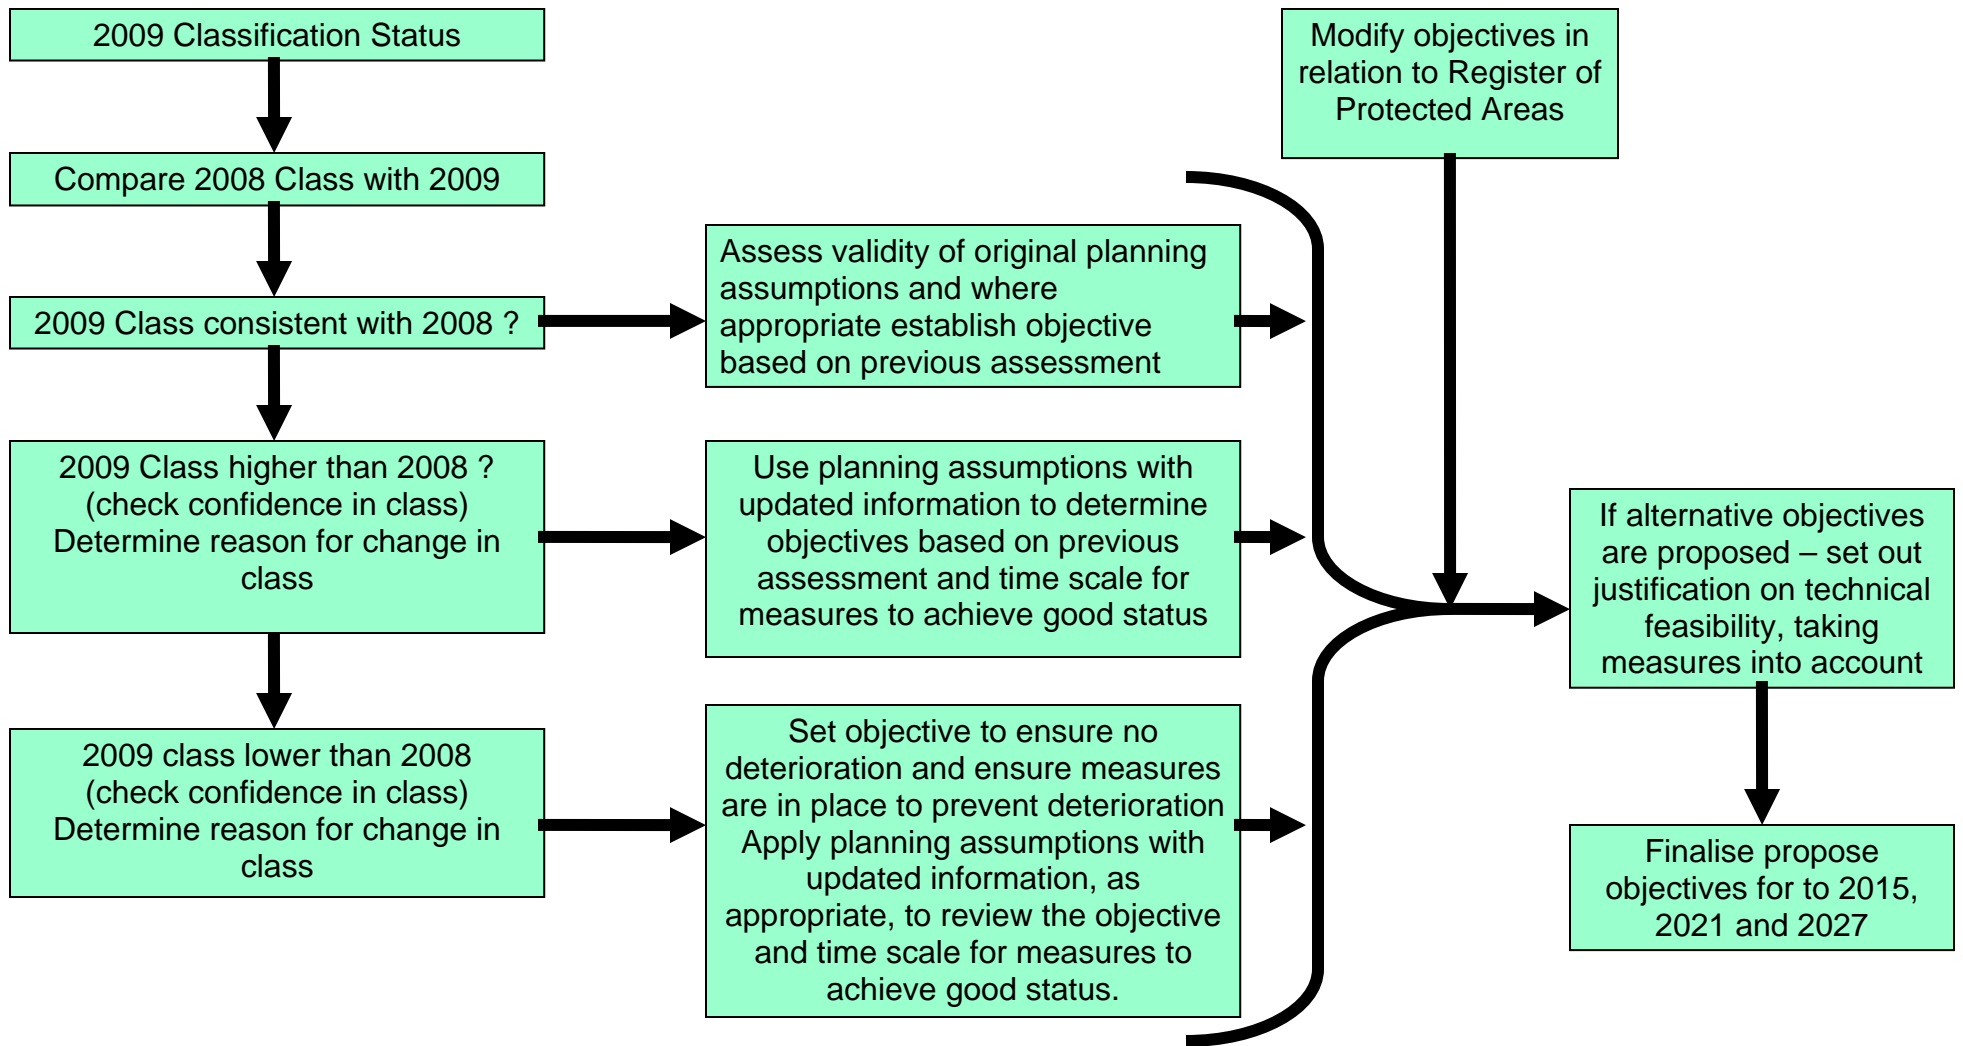 2009 Classification Status
Compare 2008 Class with 2009
2009 Class consistent with 2008 ?
2009 Class higher than 2008 ?
(check confidence in class)
Determine reason for change in
class
2009 class lower than 2008
(check confidence in class)
Determine reason for change in
class
Assess validity of original planning
assumptions and where
appropriate establish objective
based on previous assessment
Use planning assumptions with
updated information to determine
objectives based on previous
assessment and time scale for
measures to achieve good status
Set objective to ensure no
deterioration and ensure measures
are in place to prevent deterioration
Apply planning assumptions with
updated information, as
appropriate, to review the objective
and time scale for measures to
achieve good status.
Modify objectives in
relation to Register of
Protected Areas
If alternative objectives
are proposed – set out
justification on technical
feasibility, taking
measures into account
Finalise propose
objectives for to 2015,
2021 and 2027